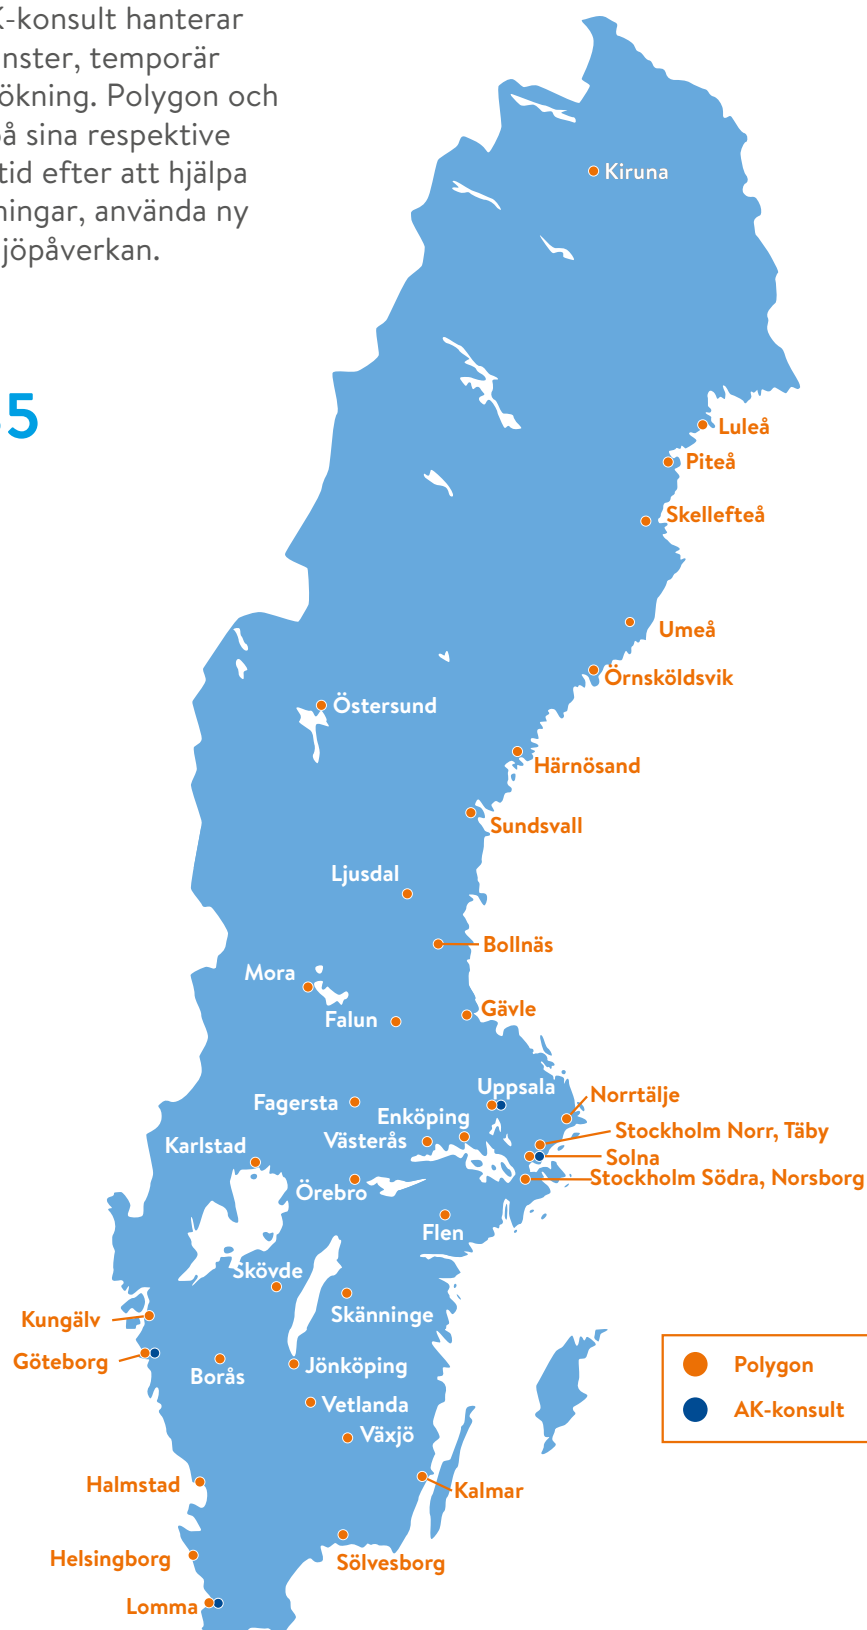 K-konsult hanterar
nster, temporär
ökning. Polygon och
på sina respektive
tid efter att hjälpa
ningar, använda ny
jöpåverkan.
Kiruna
5
Luleå
Piteå
Skellefteå
Umeå
Örnsköldsvik
Östersund
Härnösand
Sundsvall
Ljusdal
Bollnäs
Mora
Gävle
Falun
Uppsala
Norrtälje
Fagersta
Enköping
Stockholm Norr, Täby
Västerås
Karlstad
Solna
Stockholm Södra, Norsborg
Örebro
Flen
Skövde
Skänninge
Kungälv
Göteborg
Jönköping
Polygon
Borås
Vetlanda
AK-konsult
Växjö
Halmstad
Kalmar
Helsingborg
Sölvesborg
Lomma